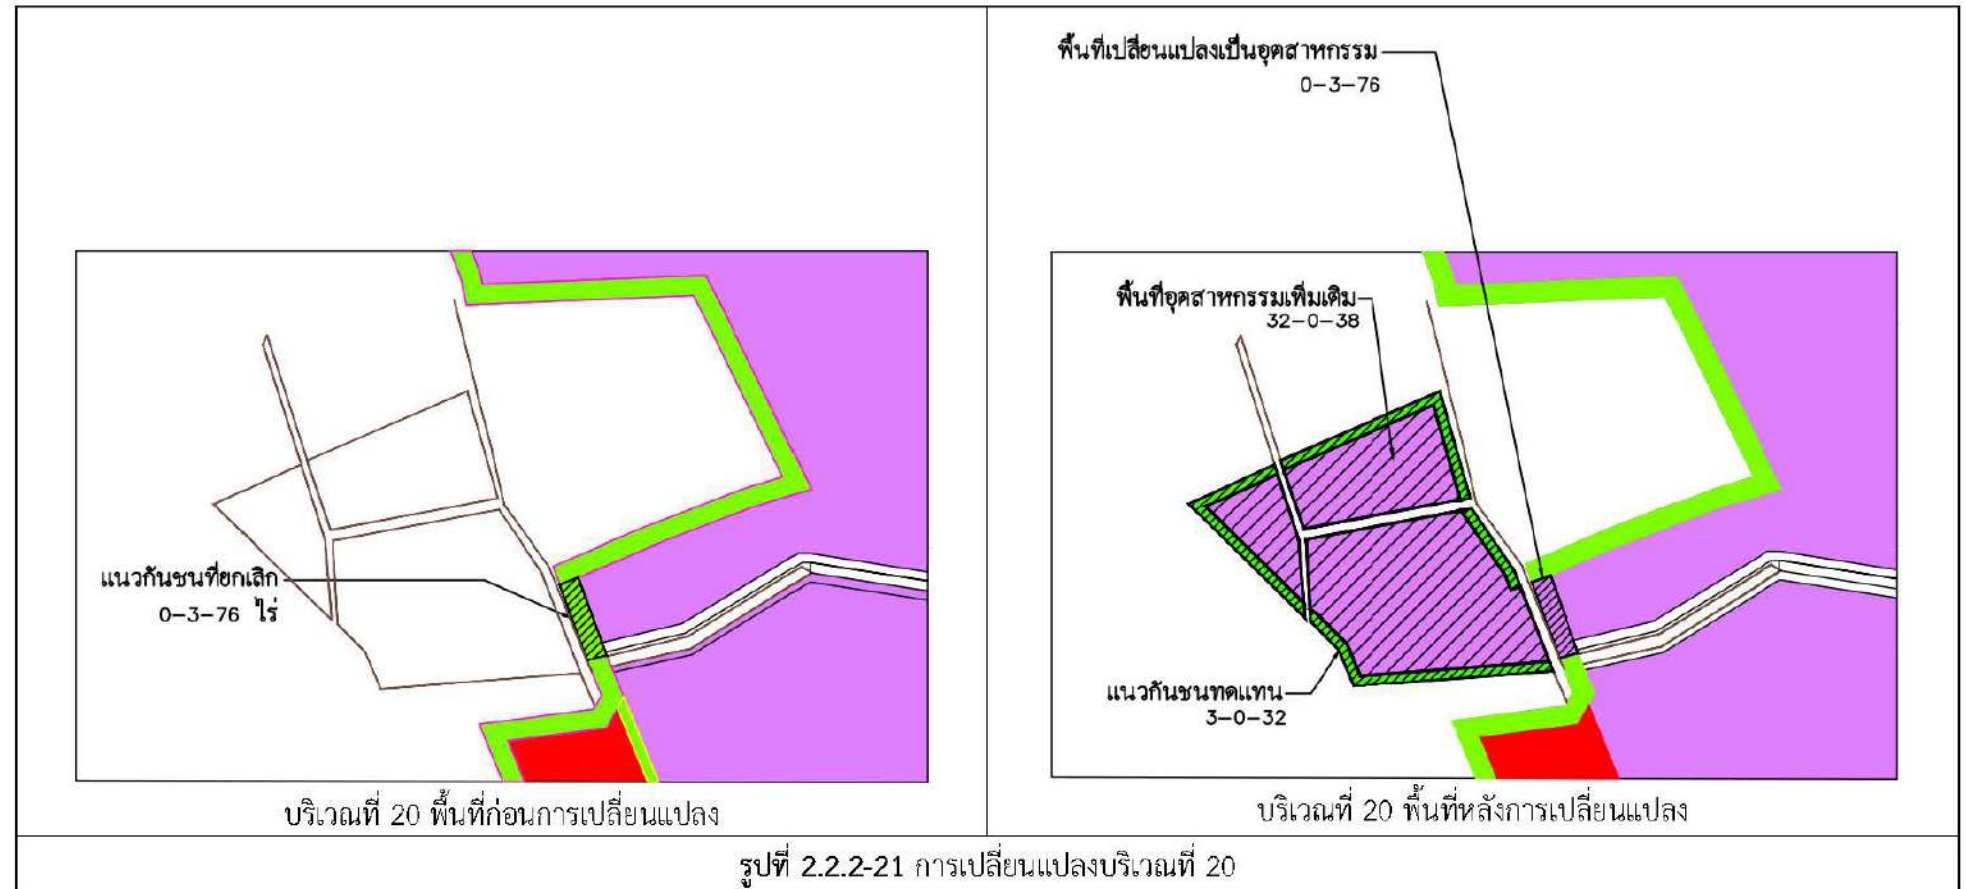 แนวกันชนที่ยกเลิก
0-3-76 ไร่
บริเวณที่ 20 พื้นที่ก่อนการเปลี่ยนแปลง
พื้นที่เปลี่ยนแปลงเป็นอุตสาหกรรม
0-3-76
พื้นที่อุตสาหกรรมเพิ่มเติม
32-0-38
แนวกันชนทดแทน
3-0-32
บริเวณที่ 20 พื้นที่หลังการเปลี่ยนแปลง
รูปที่ 2.2.2-21 การเปลี่ยนแปลงบริเวณที่ 20